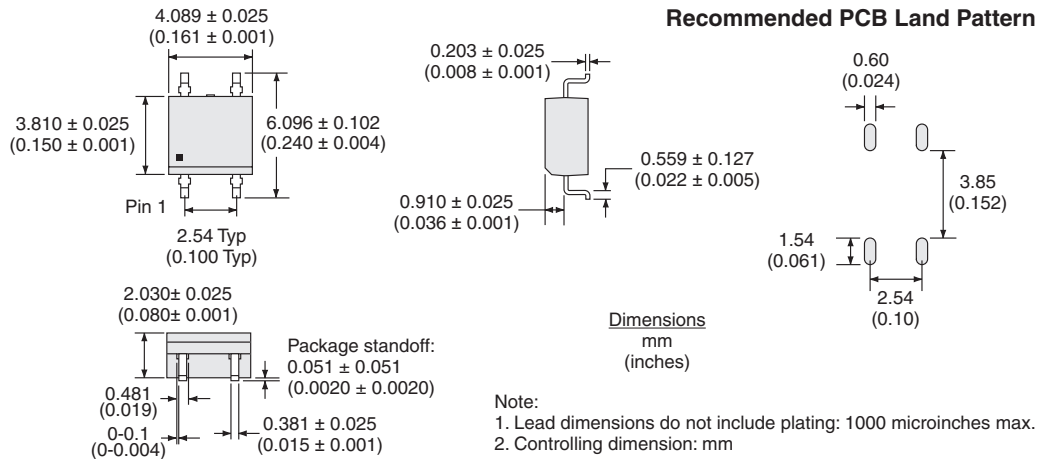 Recommended PCB Land Pattern
4.089 ± 0.025
(0.161 ± 0.001)
3.810 ± 0.025
(0.150 ± 0.001)
6.096 ± 0.102
(0.240 ± 0.004)
Pin 1
2.54 Typ
(0.100 Typ)
0.203 ± 0.025
(0.008 ± 0.001)
0.559 ± 0.127
(0.022 ± 0.005)
0.910 ± 0.025
(0.036 ± 0.001)
0.60
(0.024)
3.85
(0.152)
1.54
(0.061)
2.54
(0.10)
2.030± 0.025
(0.080± 0.001)
Package standoff:
0.051 ± 0.051
(0.0020 ± 0.0020)
0.481
(0.019)
0-0.1
(0-0.004)
0.381 ± 0.025
(0.015 ± 0.001)
Dimensions
mm
(inches)
Note:
1. Lead dimensions do not include plating: 1000 microinches max.
2. Controlling dimension: mm